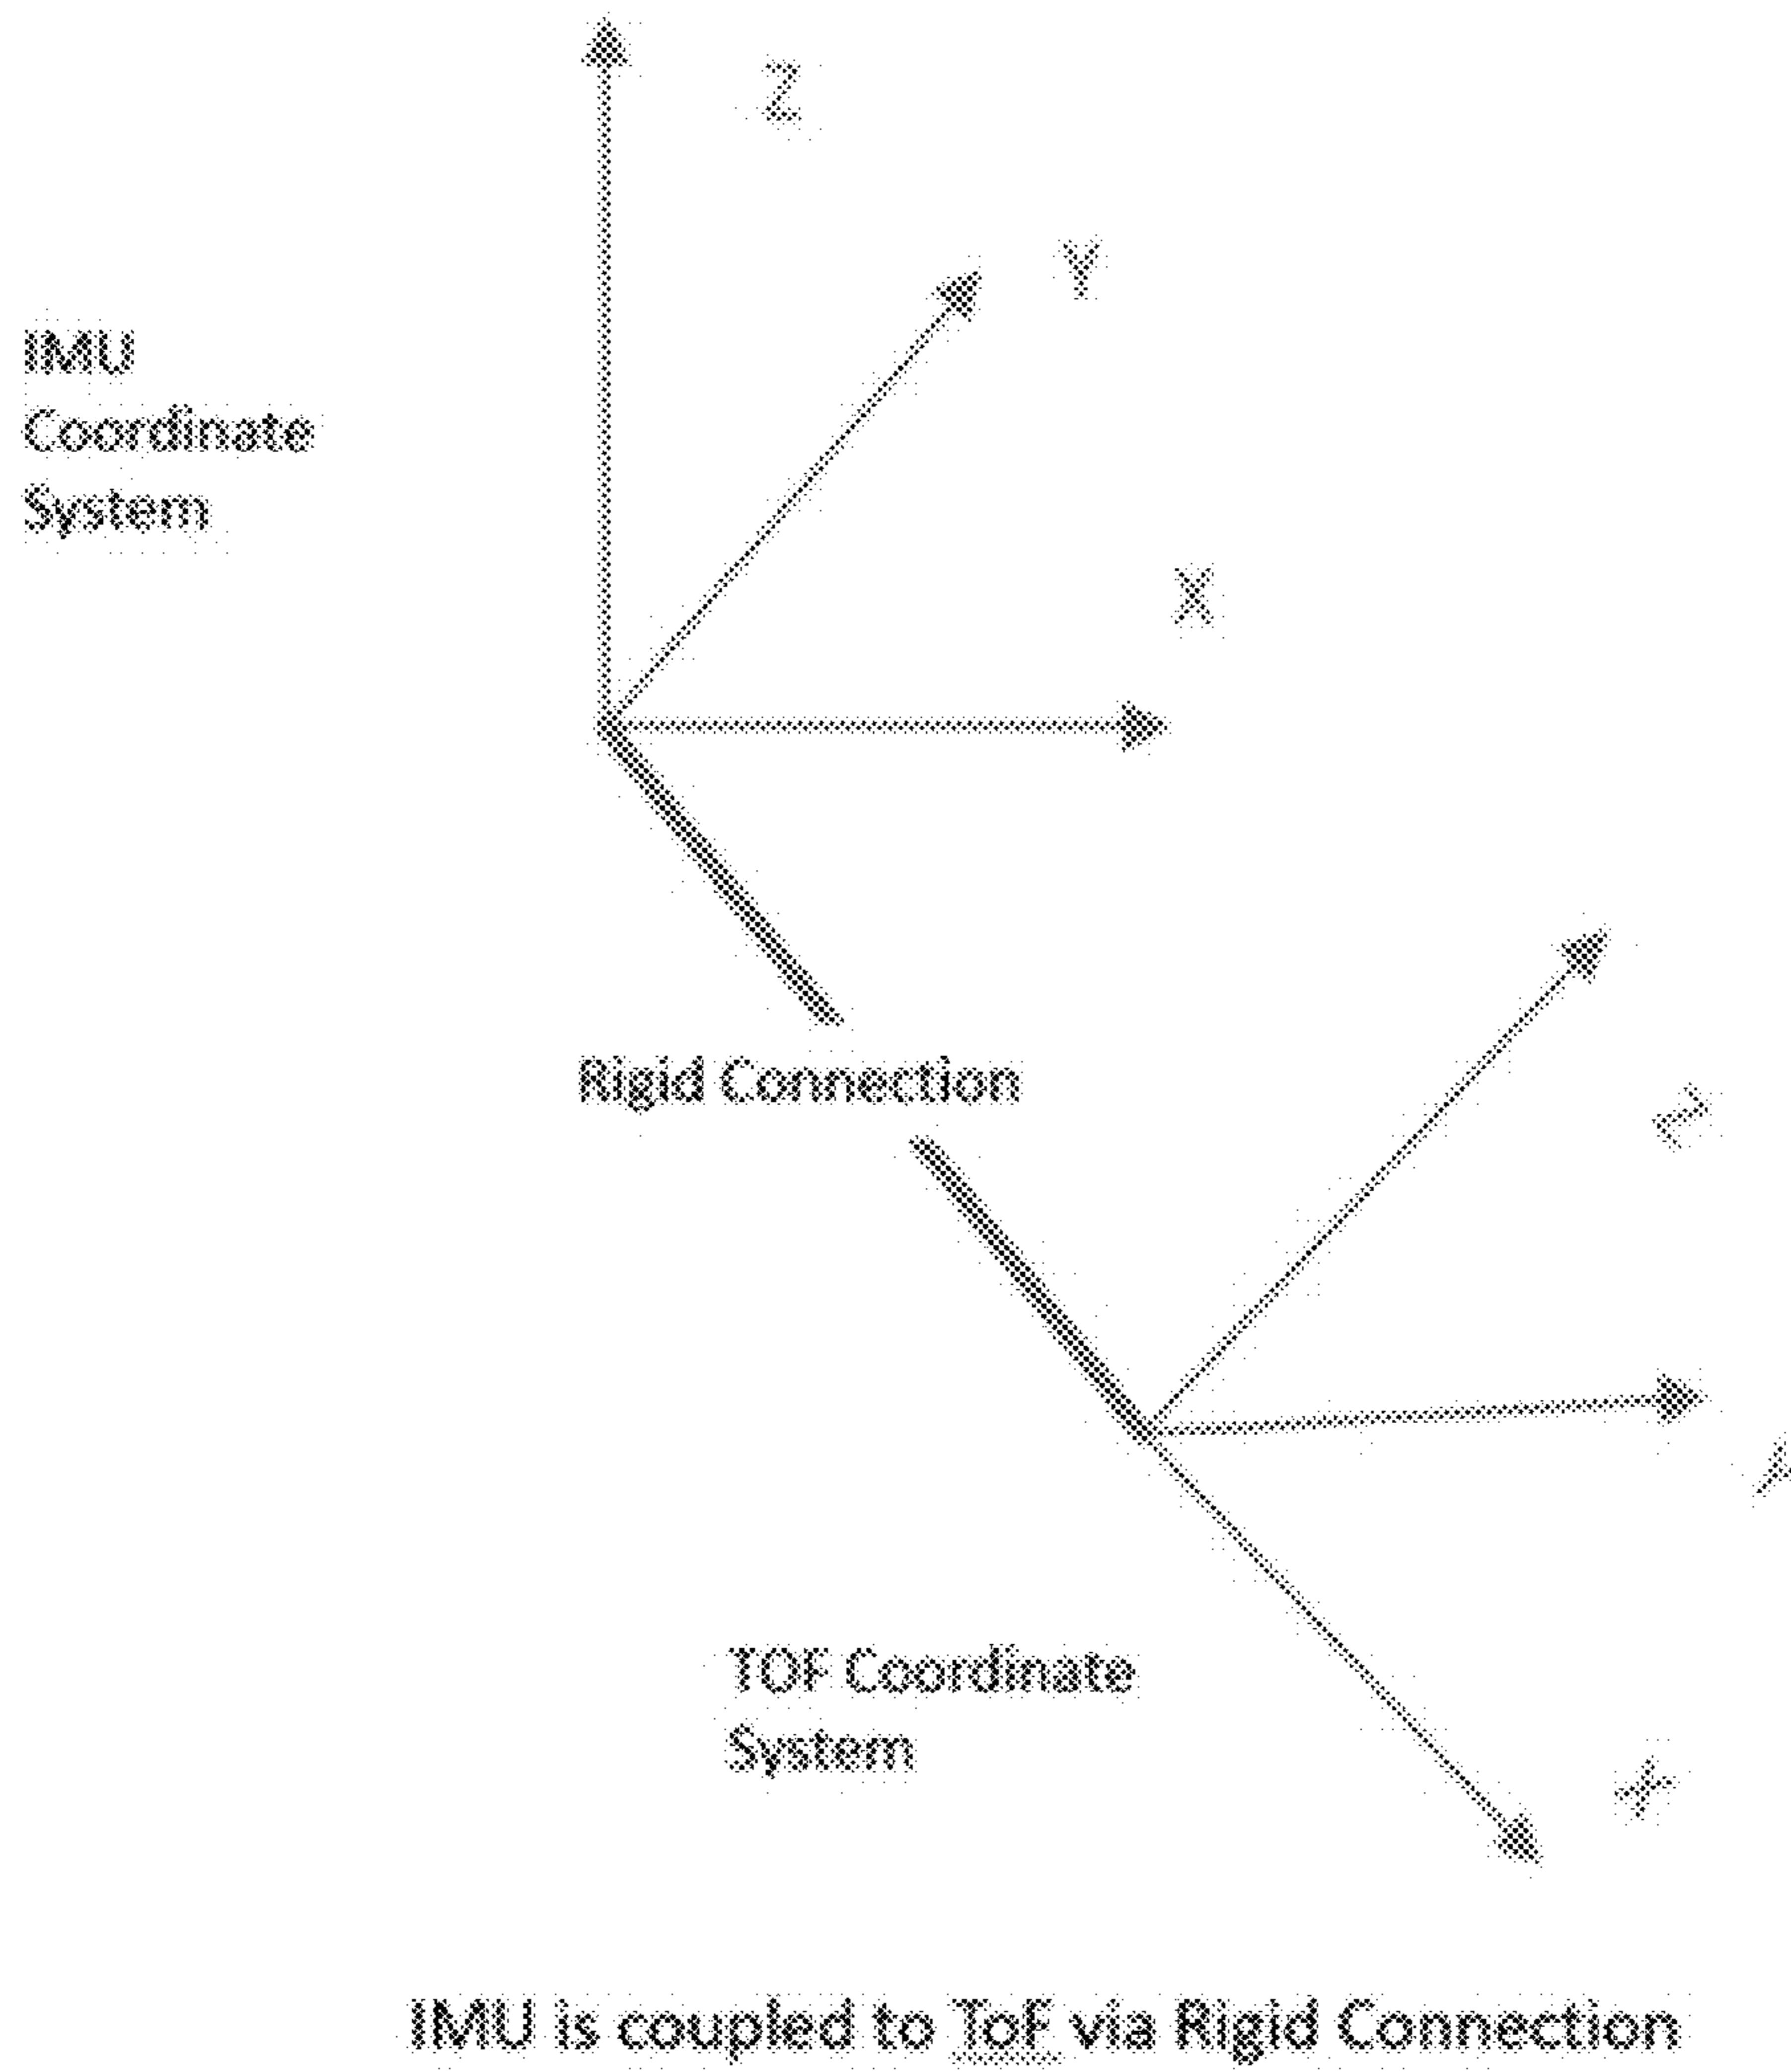 Z
Y
IMU
Coordinate
System
X
Rigid Connection
Z
Y
TOF Coordinate
System
X
IMU is coupled to ToF via Rigid Connection